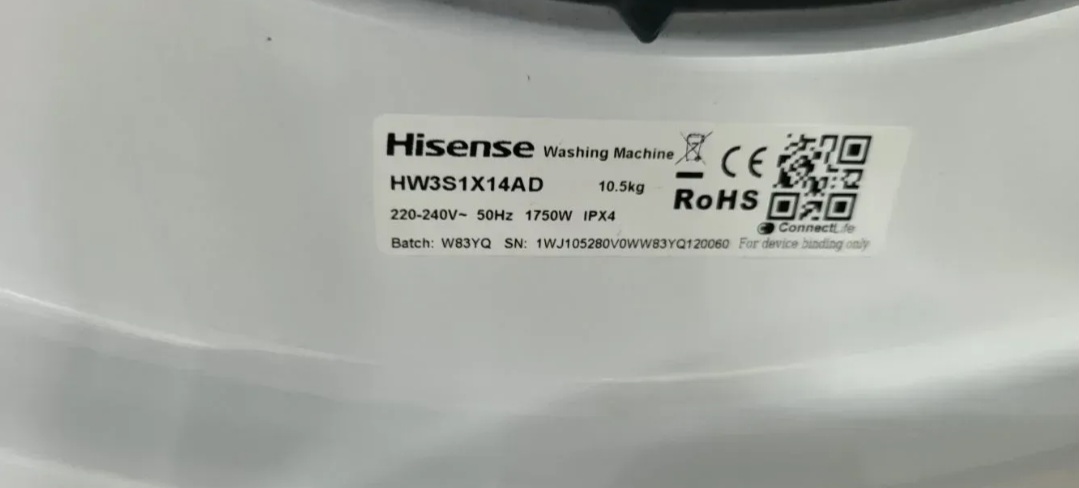 Hisense Washing Machine
CE
HW3S1X14AD 10.5kg
RoHS
220-240V~ 50Hz 1750W IPX4
ConnectLife
Batch: W83YQ SN: 1WJ105280V0WW83YQ120060 For device binding only